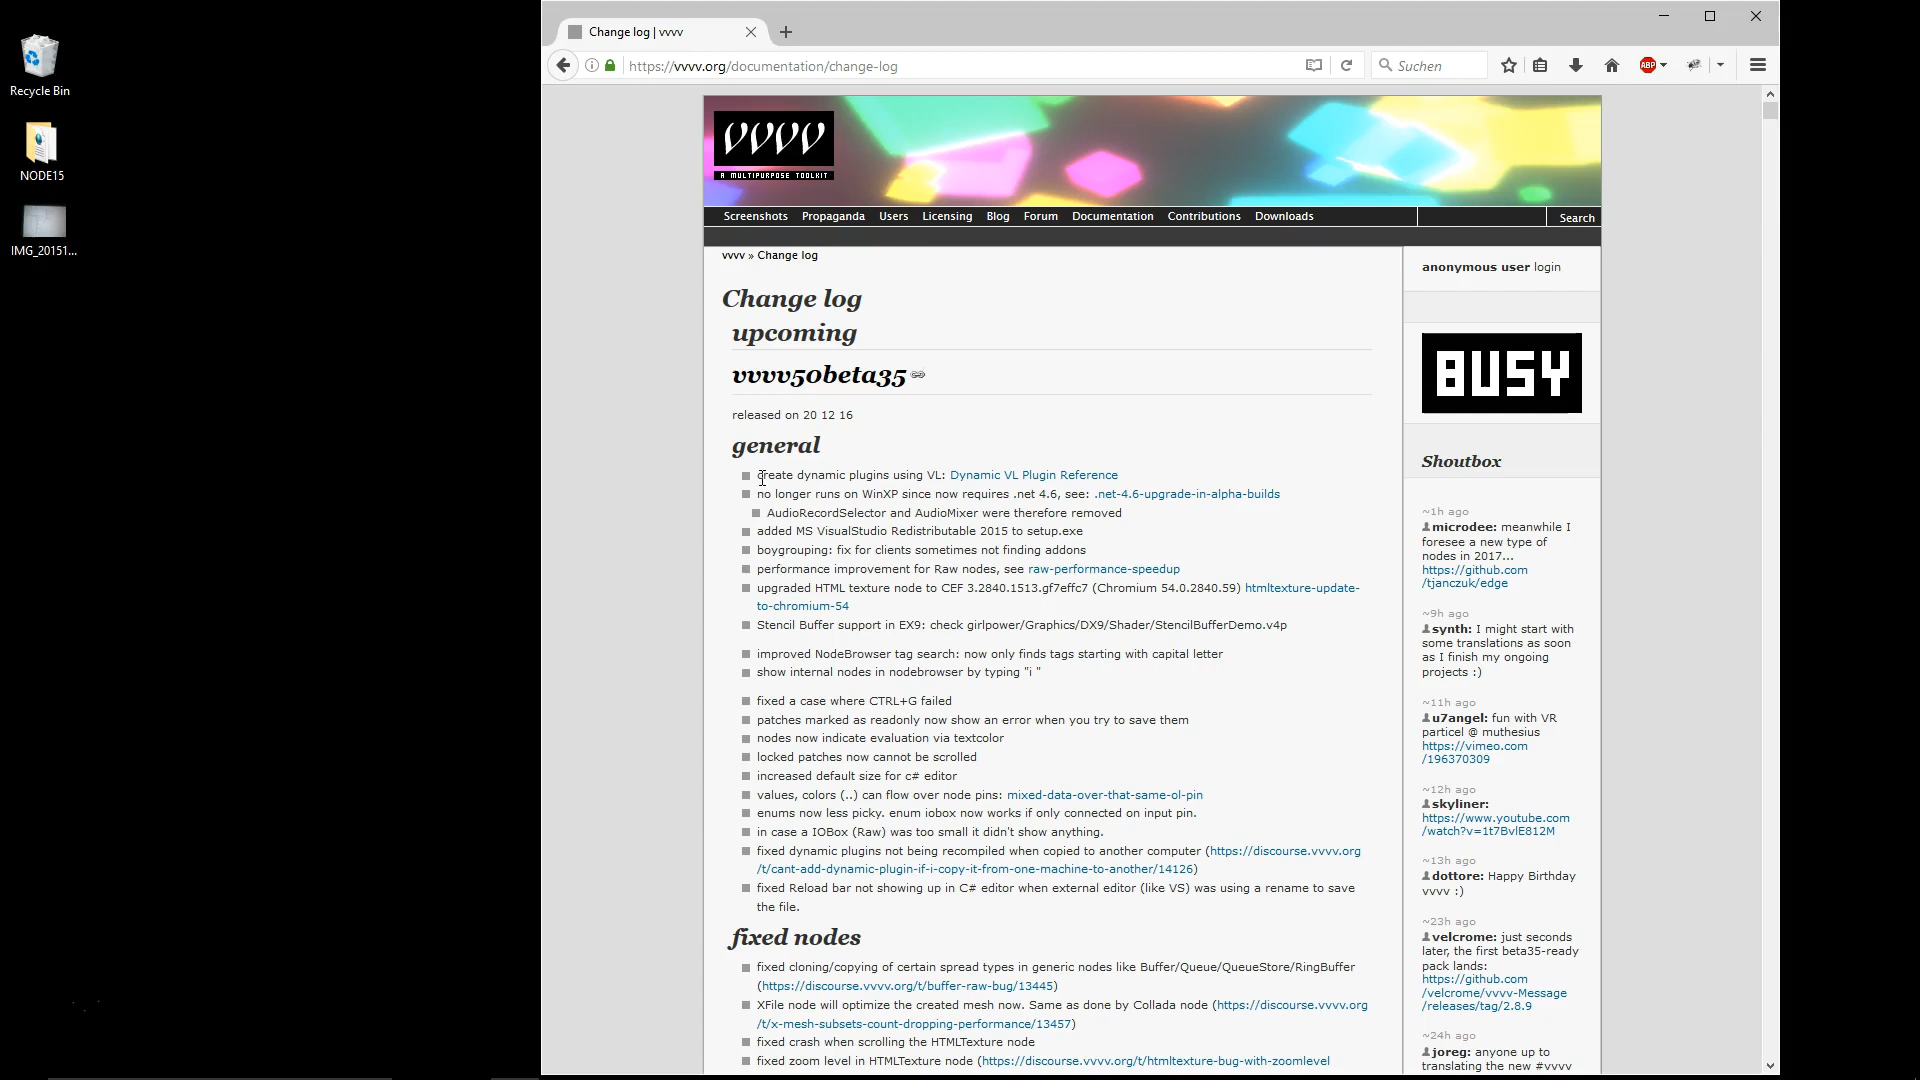 Recycle Bin
NODE15
IMG_20151...
Change log | vvvv
https://vvvv.org/documentation/change-log
Suchen
ABP
vvvv
A MULTIPURPOSE TOOLKIT
Screenshots Propaganda Users Licensing Blog Forum Documentation Contributions Downloads
Search
vvvv » Change log
Change log
upcoming
vvvv50beta35
released on 20 12 16
general
create dynamic plugins using VL: Dynamic VL Plugin Reference
no longer runs on WinXP since now requires .net 4.6, see: .net-4.6-upgrade-in-alpha-builds
AudioRecordSelector and AudioMixer were therefore removed
added MS VisualStudio Redistributable 2015 to setup.exe
boygrouping: fix for clients sometimes not finding addons
performance improvement for Raw nodes, see raw-performance-speedup
upgraded HTML texture node to CEF 3.2840.1513.gf7effc7 (Chromium 54.0.2840.59) htmltexture-update-
to-chromium-54
Stencil Buffer support in EX9: check girlpower/Graphics/DX9/Shader/StencilBufferDemo.v4p
improved NodeBrowser tag search: now only finds tags starting with capital letter
show internal nodes in nodebrowser by typing "i "
fixed a case where CTRL+G failed
patches marked as readonly now show an error when you try to save them
nodes now indicate evaluation via textcolor
locked patches now cannot be scrolled
increased default size for c# editor
values, colors (..) can flow over node pins: mixed-data-over-that-same-ol-pin
enums now less picky. enum iobox now works if only connected on input pin.
in case a IOBox (Raw) was too small it didn't show anything.
fixed dynamic plugins not being recompiled when copied to another computer (https://discourse.vvvv.org
/t/cant-add-dynamic-plugin-if-i-copy-it-from-one-machine-to-another/14126)
fixed Reload bar not showing up in C# editor when external editor (like VS) was using a rename to save
the file.
fixed nodes
fixed cloning/copying of certain spread types in generic nodes like Buffer/Queue/QueueStore/RingBuffer
(https://discourse.vvvv.org/t/buffer-raw-bug/13445)
XFile node will optimize the created mesh now. Same as done by Collada node (https://discourse.vvvv.org
/t/x-mesh-subsets-count-dropping-performance/13457)
fixed crash when scrolling the HTMLTexture node
fixed zoom level in HTMLTexture node (https://discourse.vvvv.org/t/htmltexture-bug-with-zoomlevel
anonymous user login
BUSY
Shoutbox
~1h ago
microdee: meanwhile I
foresee a new type of
nodes in 2017...
https://github.com
/tjanczuk/edge
~9h ago
synth: I might start with
some translations as soon
as I finish my ongoing
projects :)
~11h ago
u7angel: fun with VR
particel @ muthesius
https://vimeo.com
/196370309
~12h ago
skyliner:
https://www.youtube.com
/watch?v=1t7BvlE812M
~13h ago
dottore: Happy Birthday
vvvv :)
~23h ago
velcrome: just seconds
later, the first beta35-ready
pack lands:
https://github.com
/velcrome/vvvv-Message
/releases/tag/2.8.9
~24h ago
joreg: anyone up to
translating the new #vvvv